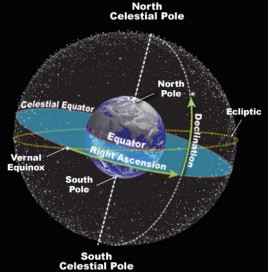 North
Celestial Pole
North
Pole
Celestial Equator
Ecliptic
Declination
Equator
Right Ascension
Vernal
Equinox
South
Pole
South
Celestial Pole